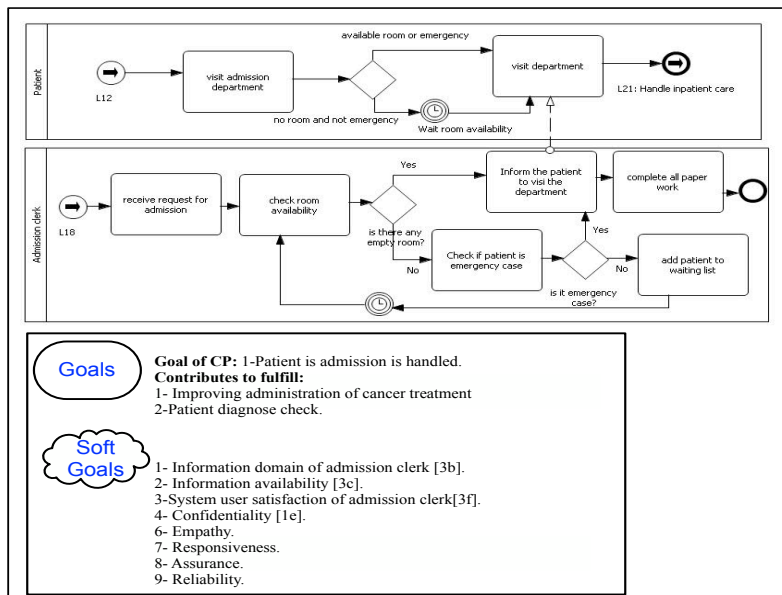 Patient
L12
visit admission
department
available room or emergency
no room and not emergency
Wait room availability
visit department
L21: Handle inpatient care
Admission clerk
L18
receive request for
admission
check room
availability
Yes
is there any
empty room?
No
Inform the patient
to visi the
department
complete all paper
work
Check if patient is
emergency case
Yes
No
is it emergency
case?
add patient to
waiting list
Goals
Goal of CP: 1-Patient is admission is handled.
Contributes to fulfill:
1- Improving administration of cancer treatment
2-Patient diagnose check.
Soft
Goals
1- Information domain of admission clerk [3b].
2- Information availability [3c].
3-System user satisfaction of admission clerk[3f].
4- Confidentiality [1e].
6- Empathy.
7- Responsiveness.
8- Assurance.
9- Reliability.